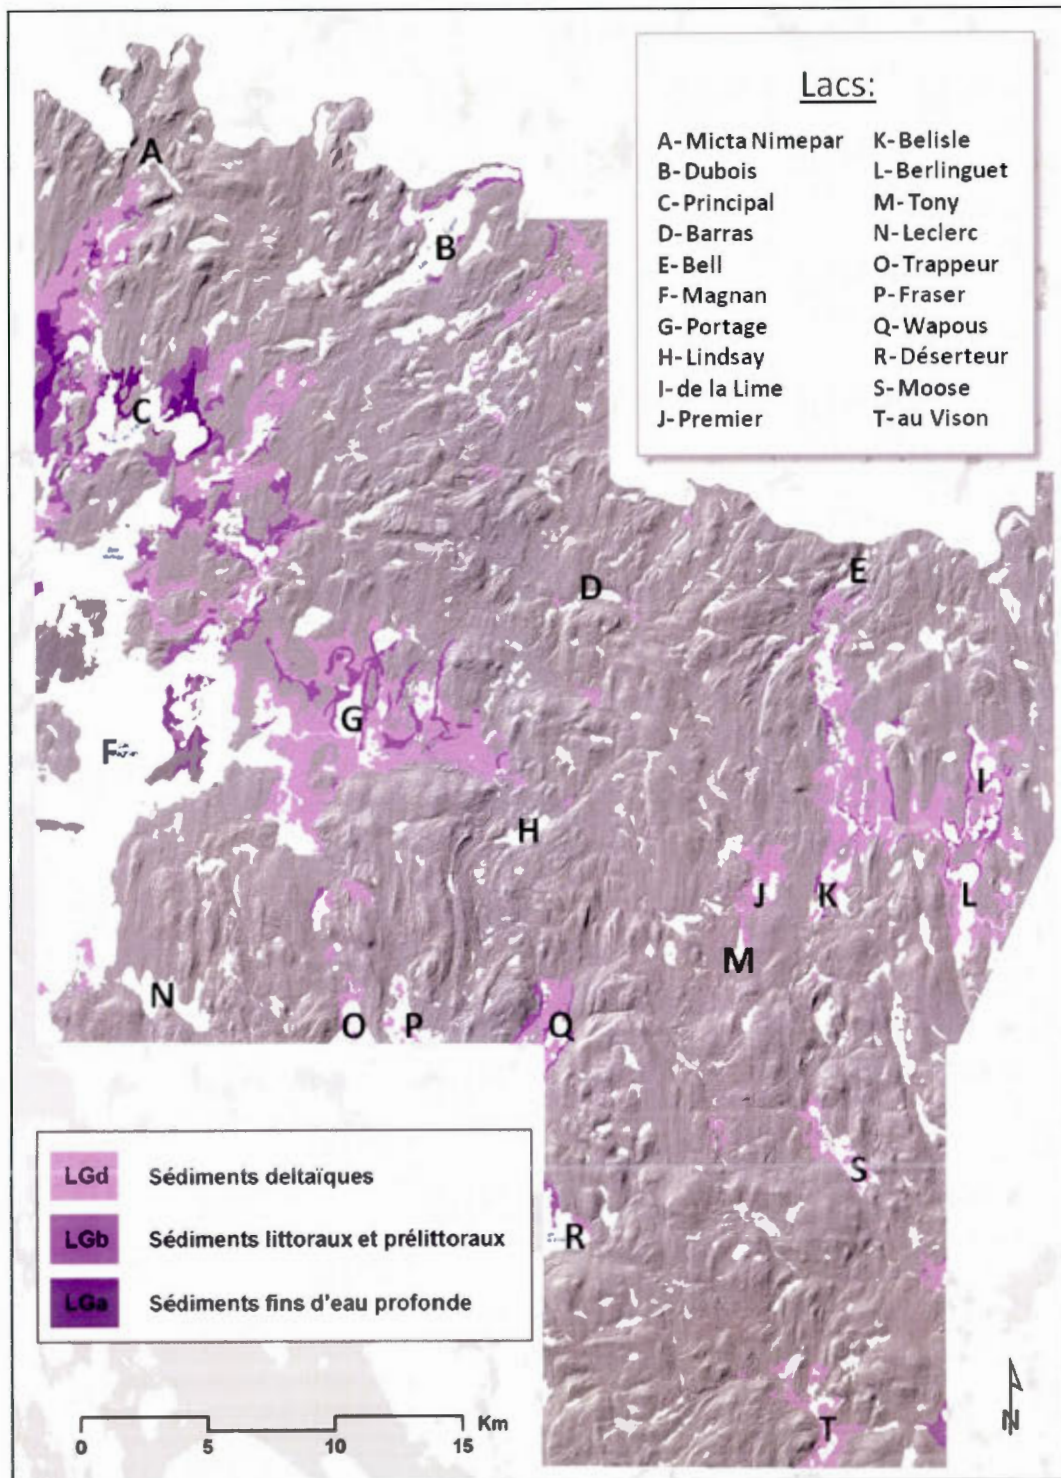 Lacs:
A- Micta Nimepar
B- Dubois
C- Principal
D- Barras
E- Bell
F- Magnan
G- Portage
H- Lindsay
I- de la Lime
J- Premier
K- Belisle
L- Berlinguet
M- Tony
N- Leclerc
O- Trappeur
P- Fraser
Q- Wapous
R- Déserteur
S- Moose
T- au Vison
A
B
C
D
E
F
G
H
I
J
K
L
M
N
O
P
Q
R
S
T
LGd Sédiments deltaïques
LGb Sédiments littoraux et prélittoraux
LGa Sédiments fins d'eau profonde
Km
0 5 10 15
N